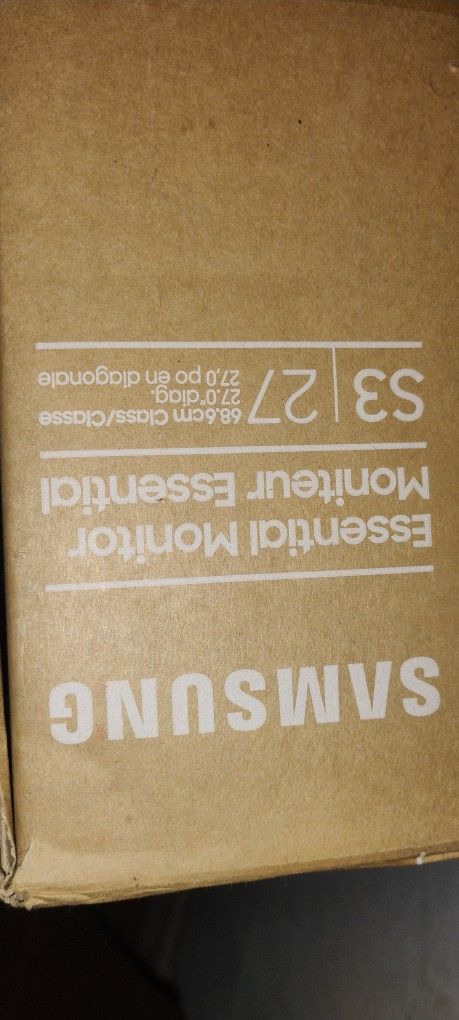 SAMSUNG
Essential Monitor
Moniteur Essential
S3 | 27
68.6cm Class/Classe
27.0"diag.
27,0 po en diagonale